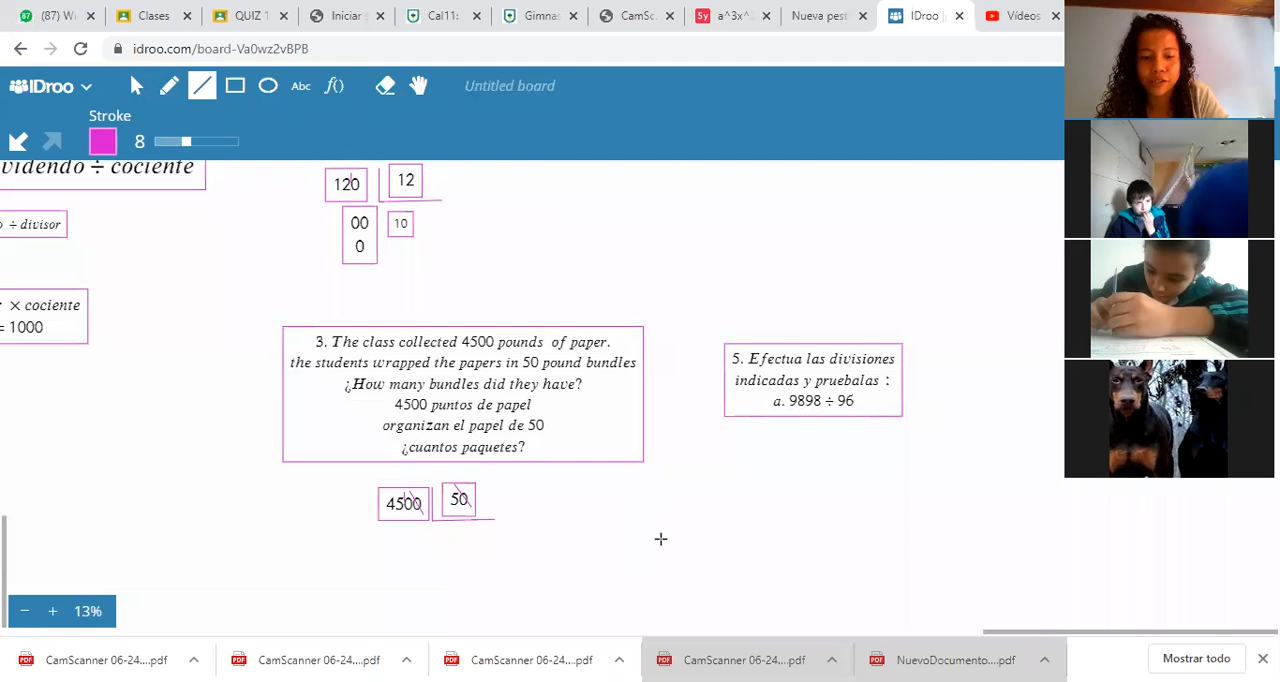 (87) W
Clases
QUIZ 1
Iniciar s
Cal11:
Gimna
CamSc
a^3x^
Nueva pest
IDroo |
Vídeos
idroo.com/board-Va0wz2vBPB
IDroo
Abc
f()
Untitled board
Stroke
8
videndo ÷ cociente
÷ divisor
× cociente
= 1000
120
12
00
10
0
3. The class collected 4500 pounds of paper.
the students wrapped the papers in 50 pound bundles
¿How many bundles did they have?
4500 puntos de papel
organizan el papel de 50
¿cuantos paquetes?
4500
50
5. Efectua las divisiones
indicadas y pruebalas :
a. 9898 ÷ 96
− + 13%
CamScanner 06-24....pdf
CamScanner 06-24....pdf
CamScanner 06-24....pdf
CamScanner 06-24....pdf
NuevoDocumento....pdf
Mostrar todo